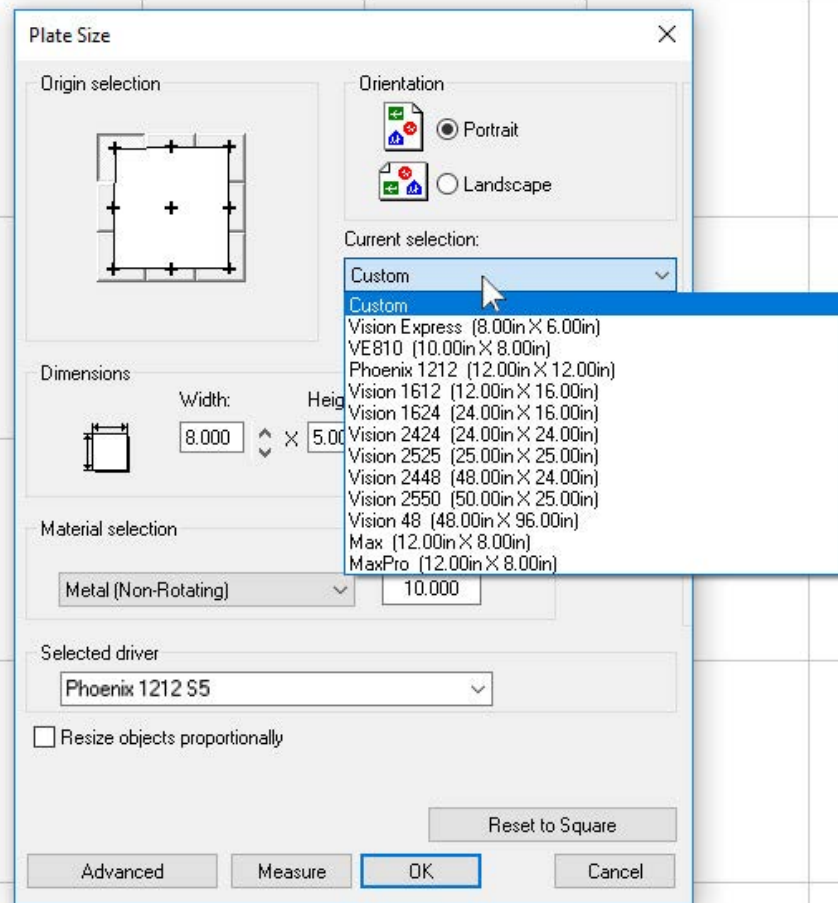 Plate Size
Origin selection
Orientation
Portrait
Landscape
Current selection:
Custom
Custom
Vision Express (8.00in X 6.00in)
VE810 (10.00in X 8.00in)
Phoenix 1212 (12.00in X 12.00in)
Vision 1612 (12.00in X 16.00in)
Vision 1624 (24.00in X 16.00in)
Vision 2424 (24.00in X 24.00in)
Vision 2525 (25.00in X 25.00in)
Vision 2448 (48.00in X 24.00in)
Vision 2550 (50.00in X 25.00in)
Vision 48 (48.00in X 96.00in)
Max (12.00in X 8.00in)
MaxPro (12.00in X 8.00in)
Dimensions
Width: Heig
8.000 X 5.00
Material selection
Metal (Non-Rotating) 10.000
Selected driver
Phoenix 1212 S5
Resize objects proportionally
Reset to Square
Advanced Measure OK Cancel